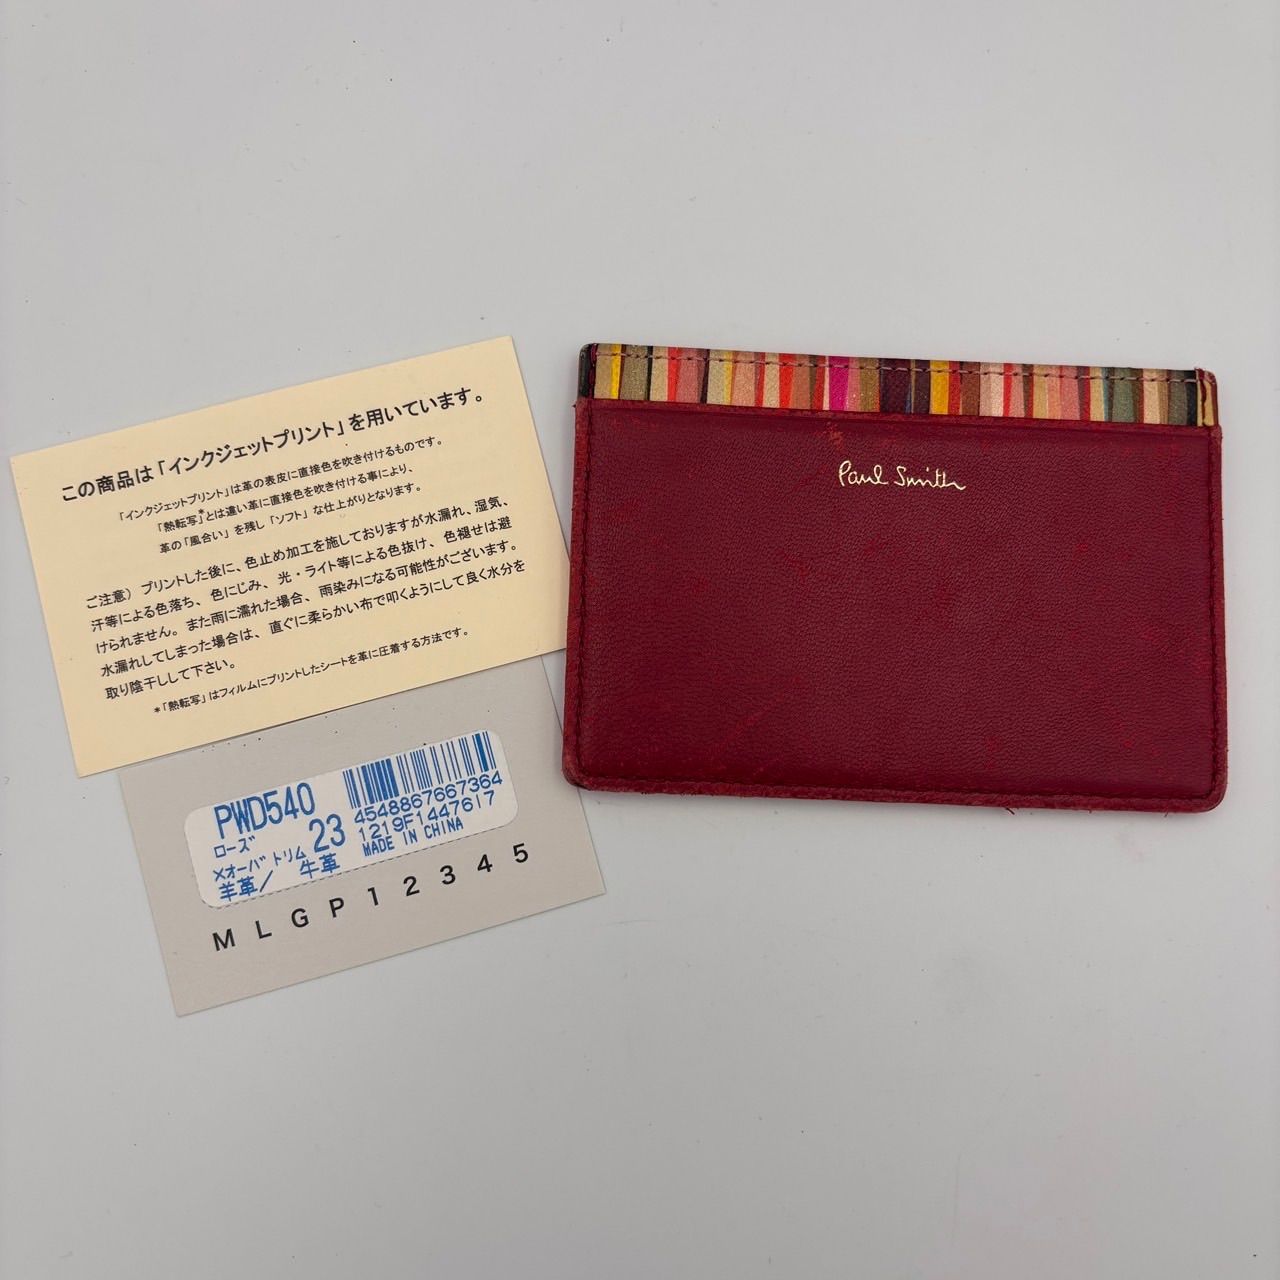 この商品は「インクジェットプリント」を用いています。
「インクジェットプリント」は革の表皮に直接色を吹き付けるものです。
「熱転写」*とは違い革に直接色を吹き付ける事により、
革の「風合い」を残し「ソフト」な仕上がりとなります。
ご注意）プリントした後に、色止め加工を施しておりますが水漏れ、湿気、
汗等による色落ち、色にじみ、光・ライト等による色抜け、色褪せは避
けられません。また雨に濡れた場合、雨染みになる可能性がございます。
水漏れしてしまった場合は、直ぐに柔らかい布で叩くようにして良く水分を
取り陰干しして下さい。
*「熱転写」はフィルムにプリントしたシートを革に圧着する方法です。
Paul Smith
PWD540
ローズ 23
×オーバトリム
羊革/ 牛革
4548867667364
1219F1447617
MADE IN CHINA
M L G P 1 2 3 4 5